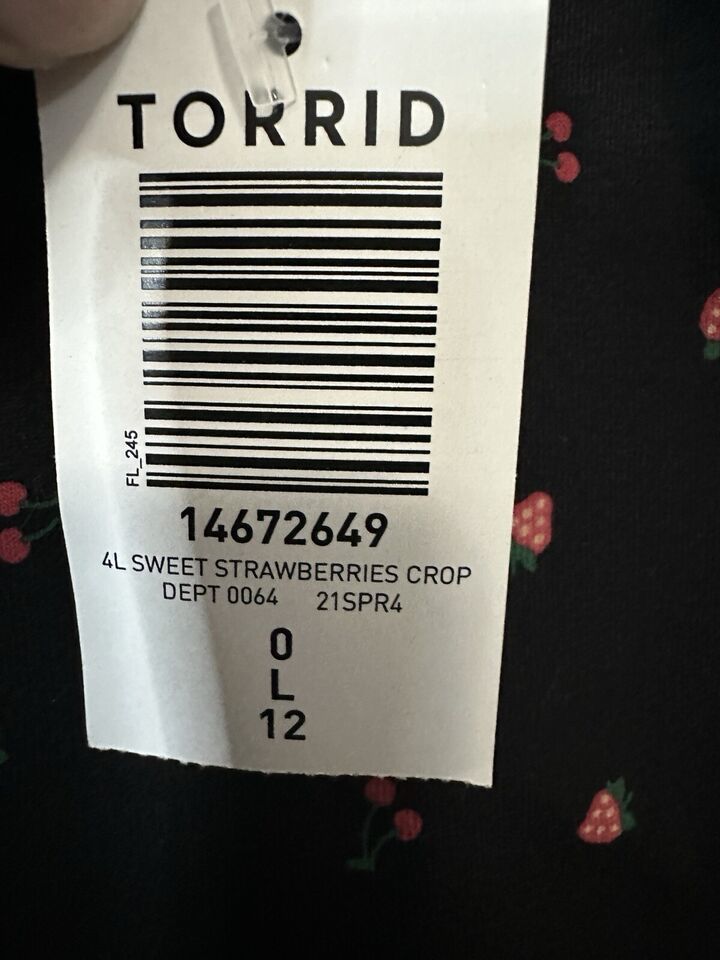 TORRID
FL_245
14672649
4L SWEET STRAWBERRIES CROP
DEPT 0064 21SPR4
0
L
12